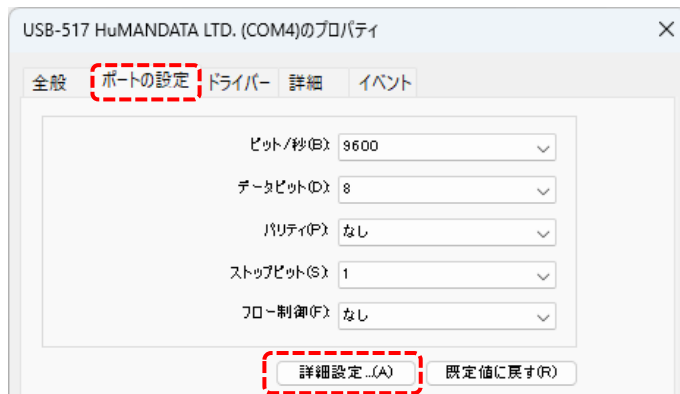 USB-517 HuMANDATA LTD. (COM4)のプロパティ
全般 ポートの設定 ドライバー 詳細 イベント
ビット/秒(B): 9600
データ ビット(D): 8
パリティ(P): なし
ストップ ビット(S): 1
フロー制御(F): なし
詳細設定...(A) 既定値に戻す(R)